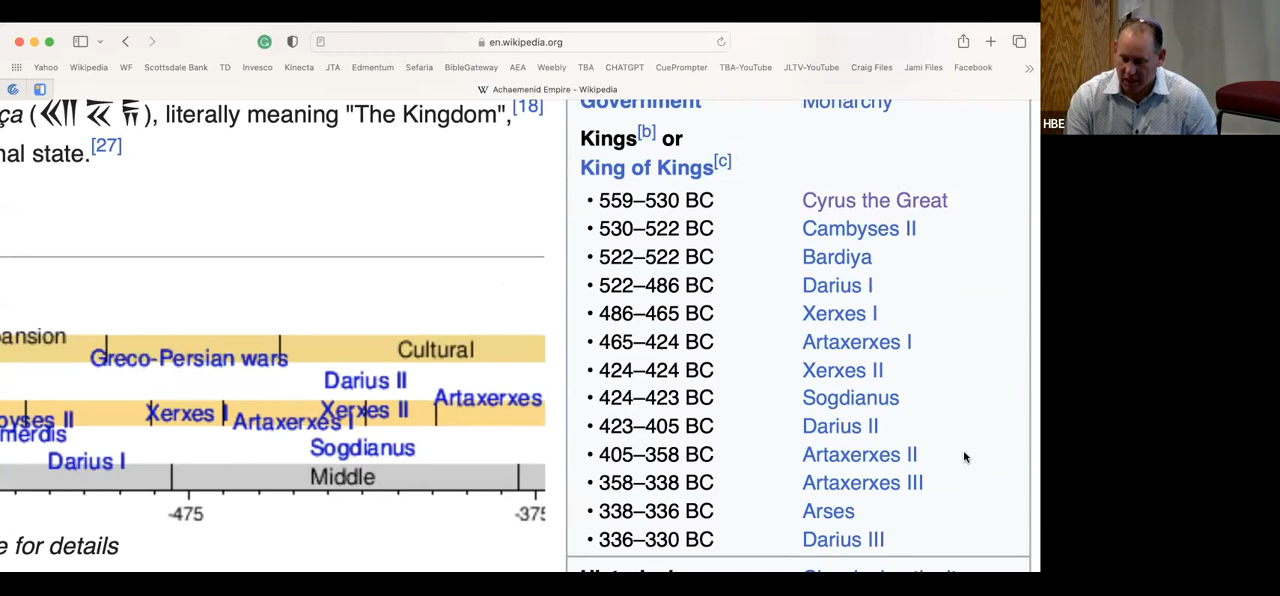 en.wikipedia.org
Yahoo Wikipedia WF Scottsdale Bank TD Invesco Kinecta JTA Edmentum Sefaria BibleGateway AEA Weebly TBA CHATGPT CuePrompter TBA-YouTube JLTV-YouTube Craig Files Jami Files Facebook
W Achaemenid Empire - Wikipedia
HBE
ça (𐎧𐏁𐏂), literally meaning "The Kingdom",[18]
nal state.[27]
ansion
Greco-Persian wars
Cultural
Darius II
Artaxerxes
Xerxes I
Xerxes II
Artaxerxes I
yses II
merdis
Sogdianus
Darius I
Middle
-475
-375
e for details
Government Monarchy
Kings[b] or
King of Kings[c]
• 559–530 BC Cyrus the Great
• 530–522 BC Cambyses II
• 522–522 BC Bardiya
• 522–486 BC Darius I
• 486–465 BC Xerxes I
• 465–424 BC Artaxerxes I
• 424–424 BC Xerxes II
• 424–423 BC Sogdianus
• 423–405 BC Darius II
• 405–358 BC Artaxerxes II
• 358–338 BC Artaxerxes III
• 338–336 BC Arses
• 336–330 BC Darius III